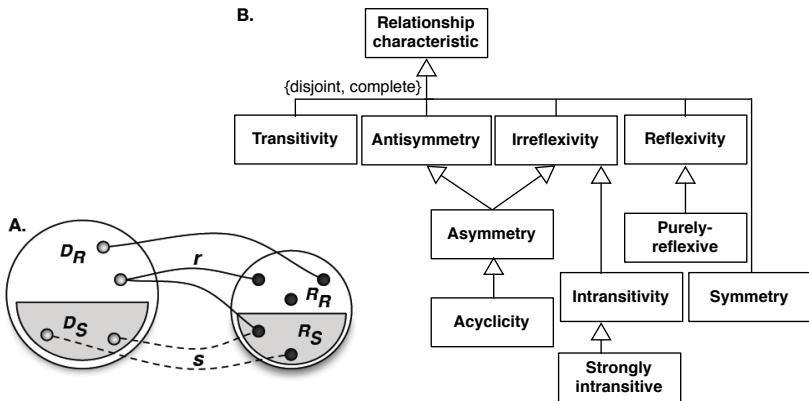 B.
Relationship
characteristic
{disjoint, complete}
Transitivity
Antisymmetry
Irreflexivity
Reflexivity
Asymmetry
Purely-
reflexive
Acyclicity
Intransitivity
Symmetry
Strongly
intransitive
A.
D_R
r
R_R
D_S
R_S
s